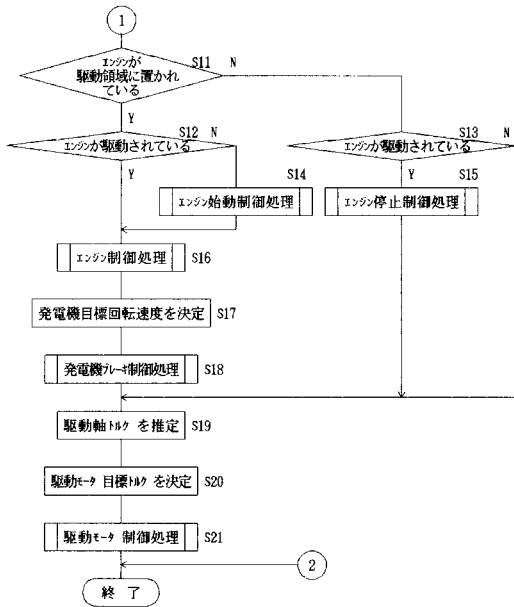 1
エンジンが
駆動領域に置かれ
ている
S11
N
Y
エンジンが駆動されている
S12
N
Y
エンジンが駆動されている
S13
N
Y
エンジン始動制御処理
S14
エンジン停止制御処理
S15
エンジン制御処理
S16
発電機目標回転速度を決定
S17
発電機ブレーキ制御処理
S18
駆動軸トルク を推定
S19
駆動モータ 目標トルク を決定
S20
駆動モータ 制御処理
S21
2
終 了